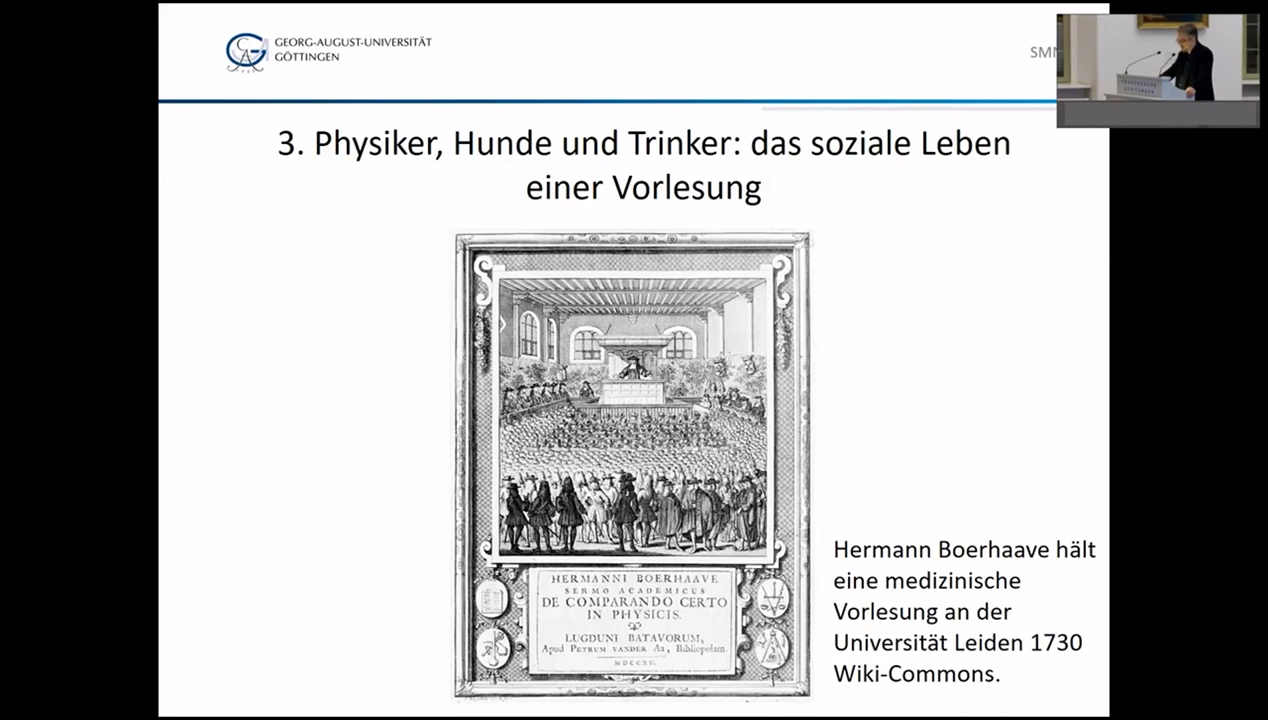 GEORG-AUGUST-UNIVERSITÄT
GÖTTINGEN
3. Physiker, Hunde und Trinker: das soziale Leben
einer Vorlesung
HERMANNI BOERHAAVE
SERMO ACADEMICUS
DE COMPARANDO CERTO
IN PHYSICIS.
LUGDUNI BATAVORUM,
Apud PETRUM VANDER Aa, Bibliopolam.
MDCCXV.
Hermann Boerhaave hält
eine medizinische
Vorlesung an der
Universität Leiden 1730
Wiki-Commons.